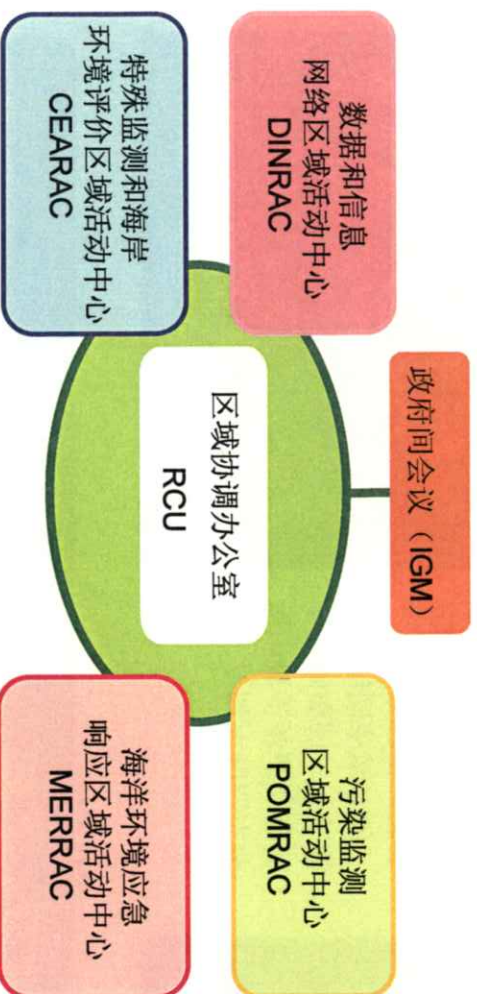 政府间会议（IGM）
数据和信息
网络区域活动中心
DINRAC
污染监测
区域活动中心
POMRAC
区域协调办公室
RCU
特殊监测和海岸
环境评价区域活动中心
CEARAC
海洋环境应急
响应区域活动中心
MERRAC